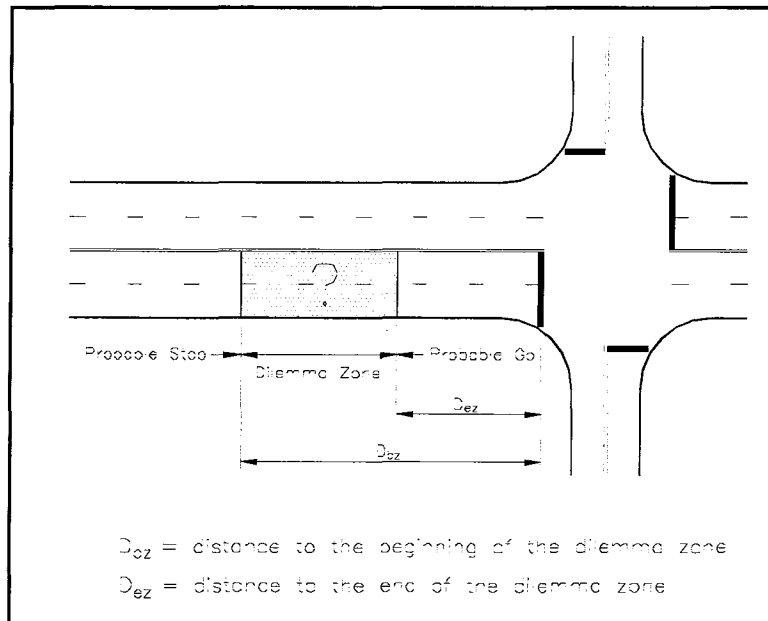 ?
Probable Stop Probable Go
Dilemma Zone
Dez
Dbz
Dbz = distance to the beginning of the dilemma zone
Dez = distance to the end of the dilemma zone